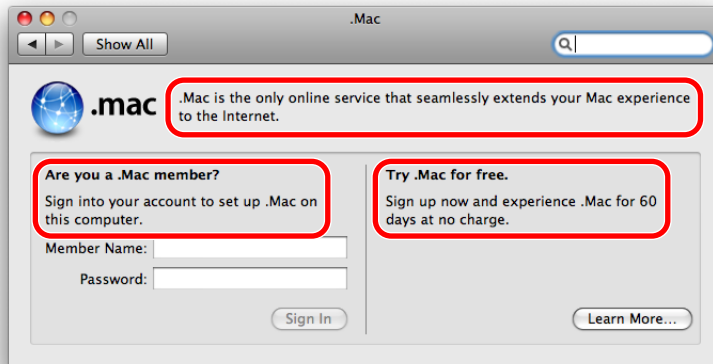 .Mac
Show All
.mac
.Mac is the only online service that seamlessly extends your Mac experience
to the Internet.
Are you a .Mac member?
Sign into your account to set up .Mac on
this computer.
Member Name:
Password:
Sign In
Try .Mac for free.
Sign up now and experience .Mac for 60
days at no charge.
Learn More...